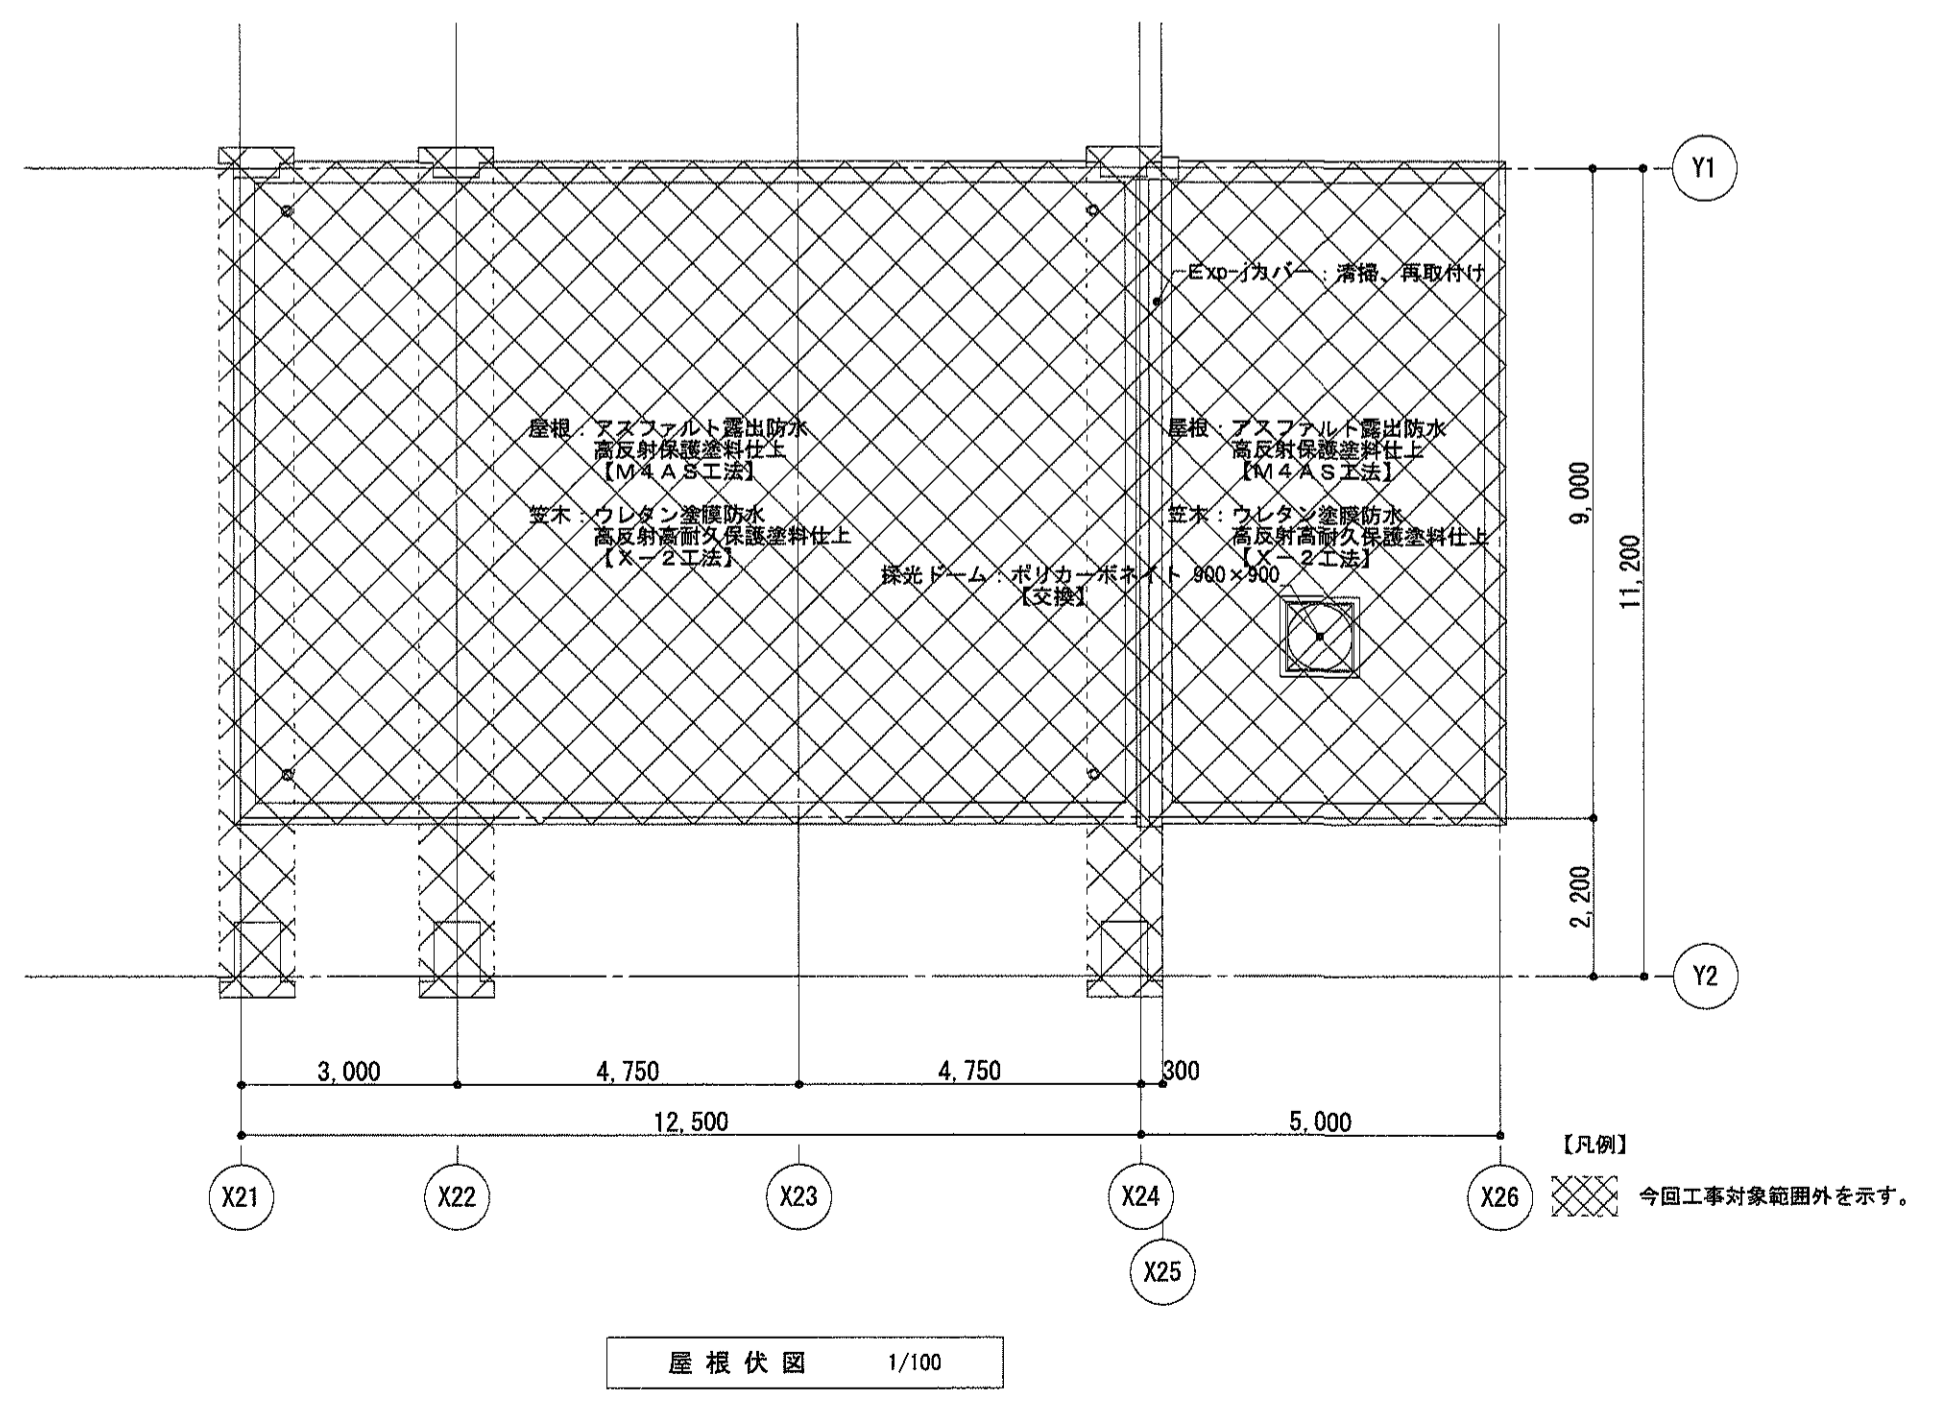 Y1
Exp-jカバー：清掃、再取付け
屋根：アスファルト露出防水
高反射保護塗料仕上
【M4AS工法】
笠木：ウレタン塗膜防水
高反射高耐久保護塗料仕上
【X－2工法】
屋根：アスファルト露出防水
高反射保護塗料仕上
【M4AS工法】
笠木：ウレタン塗膜防水
高反射高耐久保護塗料仕上
【X－2工法】
採光ドーム：ポリカーボネイト 900×900
【交換】
9,000
11,200
2,200
Y2
3,000
4,750
4,750
300
12,500
5,000
X21
X22
X23
X24
X26
X25
【凡例】
今回工事対象範囲外を示す。
屋根伏図 1/100